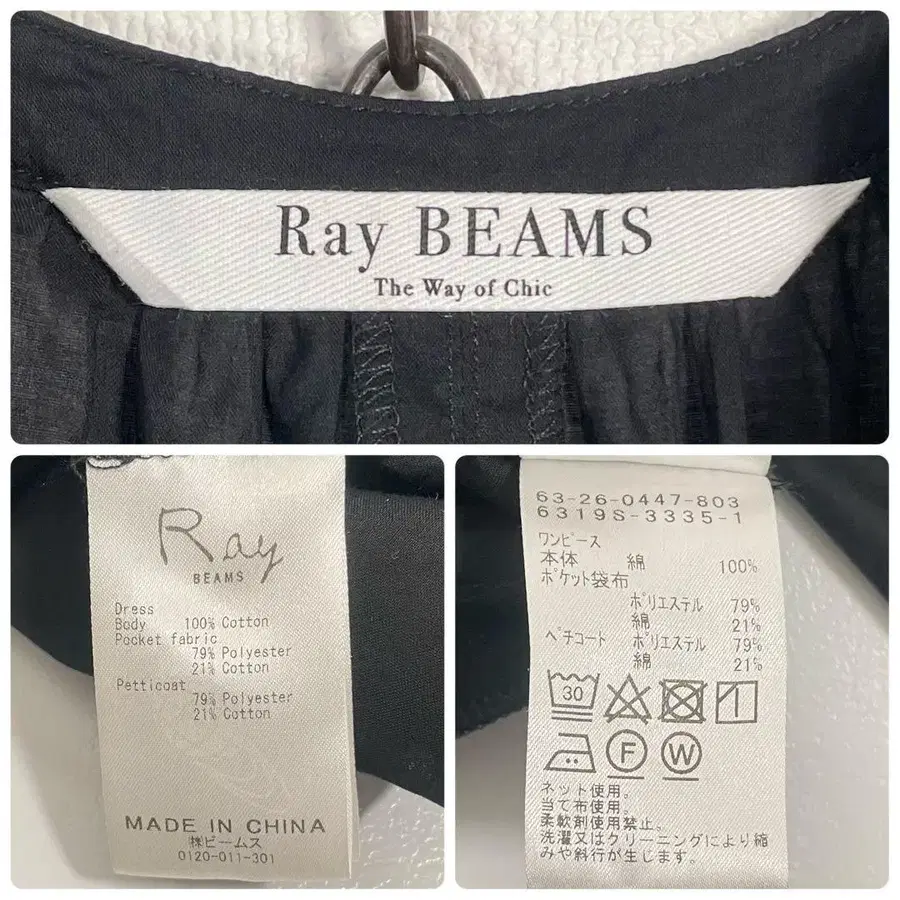 Ray BEAMS
The Way of Chic
Ray
BEAMS
Dress
Body 100% Cotton
Pocket fabric
79% Polyester
21% Cotton
Petticoat
79% Polyester
21% Cotton
MADE IN CHINA
㈱ビームス
0120-011-301
63-26-0447-803
6319S-3335-1
ワンピース
本体 綿 100%
ポケット袋布
ポリエステル 79%
綿 21%
ペチコート ポリエステル 79%
綿 21%
30
F W
ネット使用。
当て布使用。
柔軟剤使用禁止。
洗濯又はクリーニングにより縮
みや斜行が生じます。